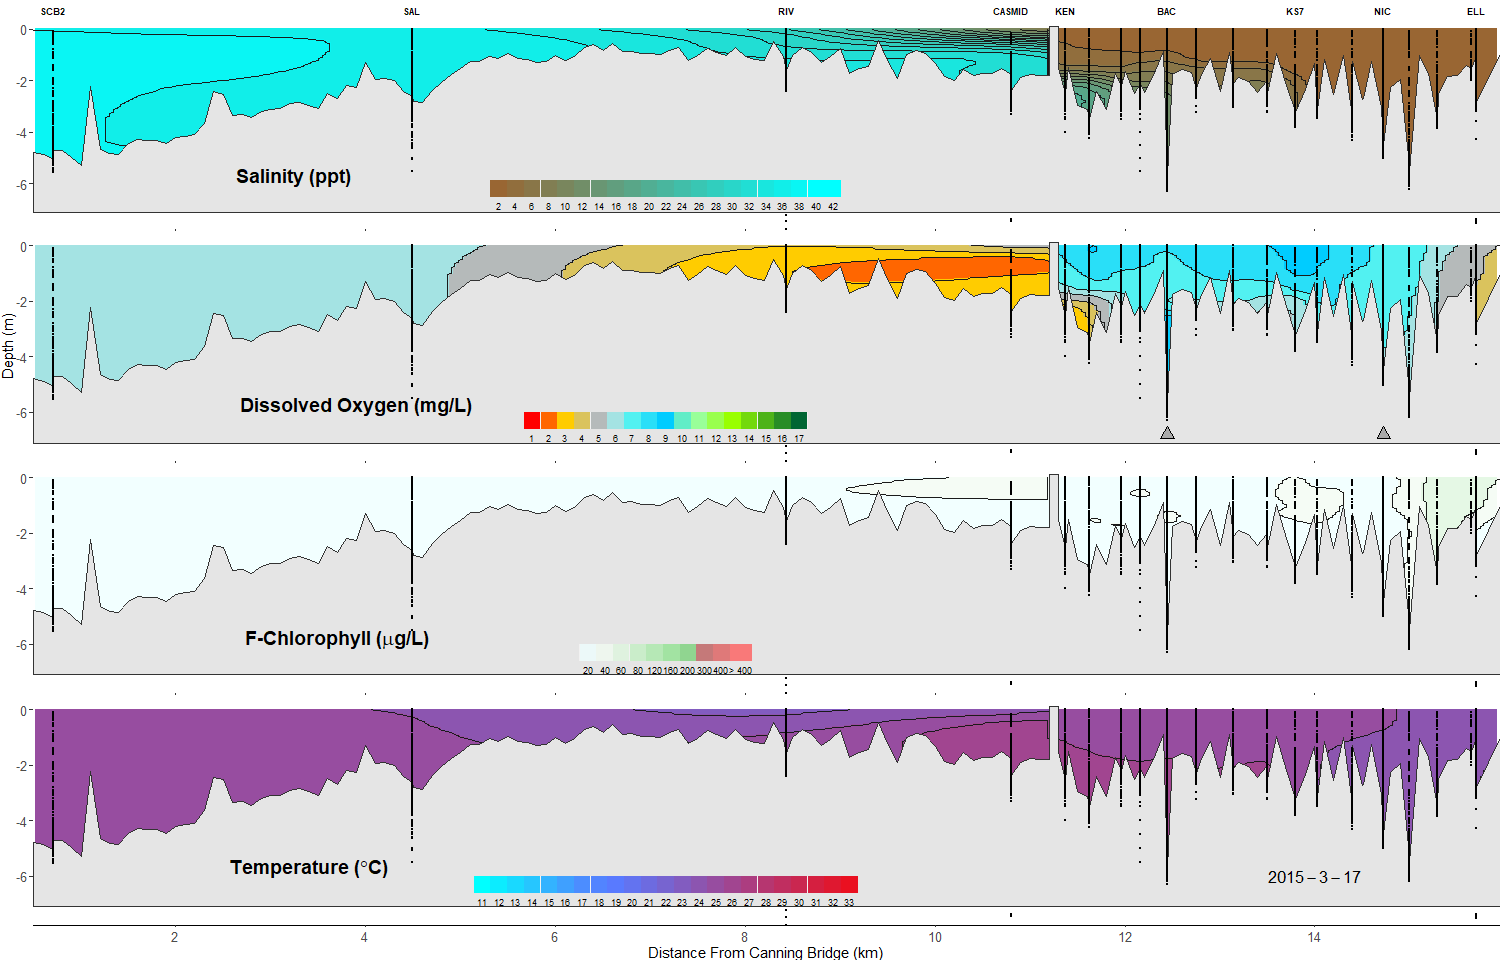 SCB2 SAL RIV CASMID KEN BAC KS7 NIC ELL
0
-2
-4
-6
Salinity (ppt)
2 4 6 8 10 12 14 16 18 20 22 24 26 28 30 32 34 36 38 40 42
0
-2
-4
-6
Dissolved Oxygen (mg/L)
1 2 3 4 5 6 7 8 9 10 11 12 13 14 15 16 17
Depth (m)
0
-2
-4
-6
F-Chlorophyll (µg/L)
20 40 60 80 120 160 200 300 400 > 400
0
-2
-4
-6
Temperature (°C)
2015 – 3 – 17
11 12 13 14 15 16 17 18 19 20 21 22 23 24 25 26 27 28 29 30 31 32 33
2 4 6 8 10 12 14
Distance From Canning Bridge (km)